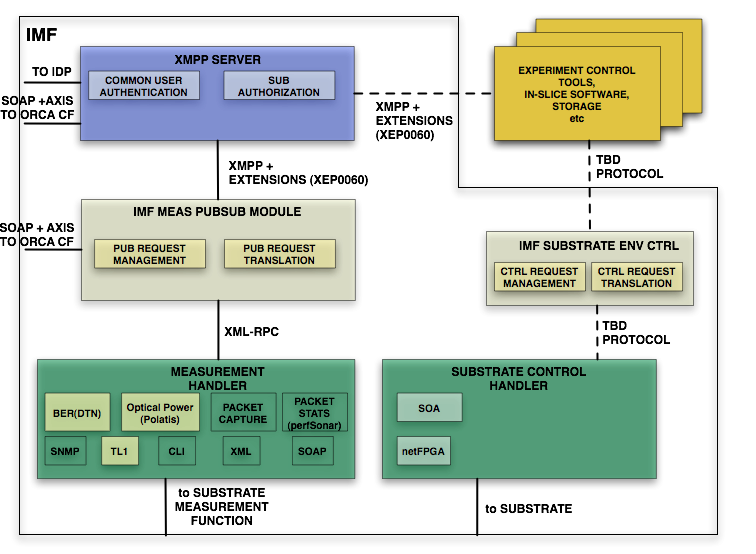 IMF
XMPP SERVER
COMMON USER
AUTHENTICATION
SUB
AUTHORIZATION
TO IDP
SOAP +AXIS
TO ORCA CF
XMPP +
EXTENSIONS
(XEP0060)
EXPERIMENT CONTROL
TOOLS,
IN-SLICE SOFTWARE,
STORAGE
etc
TBD
PROTOCOL
XMPP +
EXTENSIONS (XEP0060)
IMF MEAS PUBSUB MODULE
PUB REQUEST
MANAGEMENT
PUB REQUEST
TRANSLATION
SOAP + AXIS
TO ORCA CF
IMF SUBSTRATE ENV CTRL
CTRL REQUEST
MANAGEMENT
CTRL REQUEST
TRANSLATION
XML-RPC
TBD
PROTOCOL
MEASUREMENT
HANDLER
BER(DTN)
Optical Power
(Polatis)
PACKET
CAPTURE
PACKET
STATS
(perfSonar)
SNMP
TL1
CLI
XML
SOAP
SUBSTRATE CONTROL
HANDLER
SOA
netFPGA
to SUBSTRATE
MEASUREMENT
FUNCTION
to SUBSTRATE